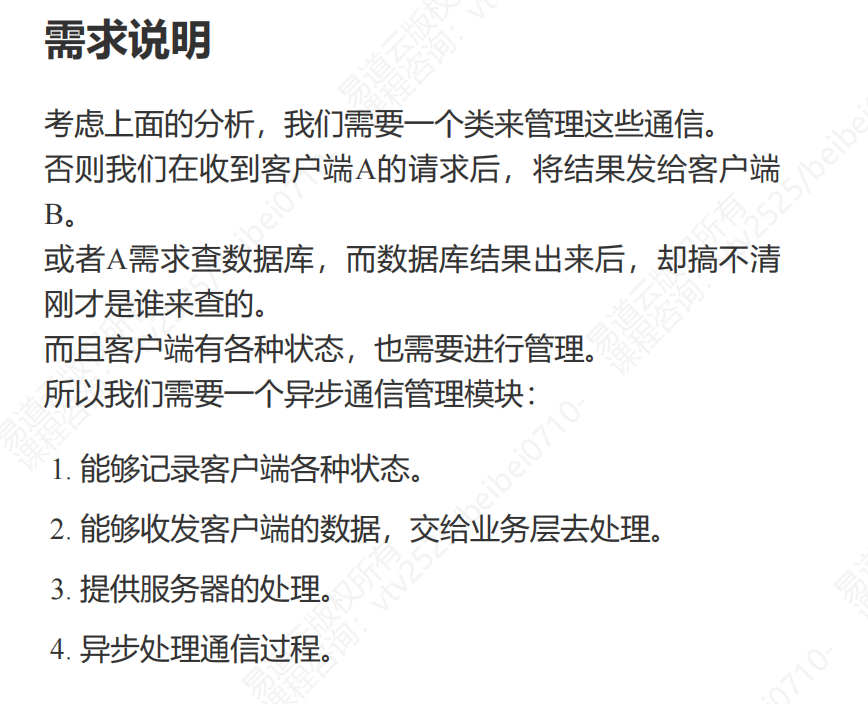 需求说明
考虑上面的分析，我们需要一个类来管理这些通信。
否则我们在收到客户端A的请求后，将结果发给客户端
B。
或者A需求查数据库，而数据库结果出来后，却搞不清
刚才是谁来查的。
而且客户端有各种状态，也需要进行管理。
所以我们需要一个异步通信管理模块：
1. 能够记录客户端各种状态。
2. 能够收发客户端的数据，交给业务层去处理。
3. 提供服务器的处理。
4. 异步处理通信过程。
易道云版权所有
课程咨询：vtv2525/beibei0710-